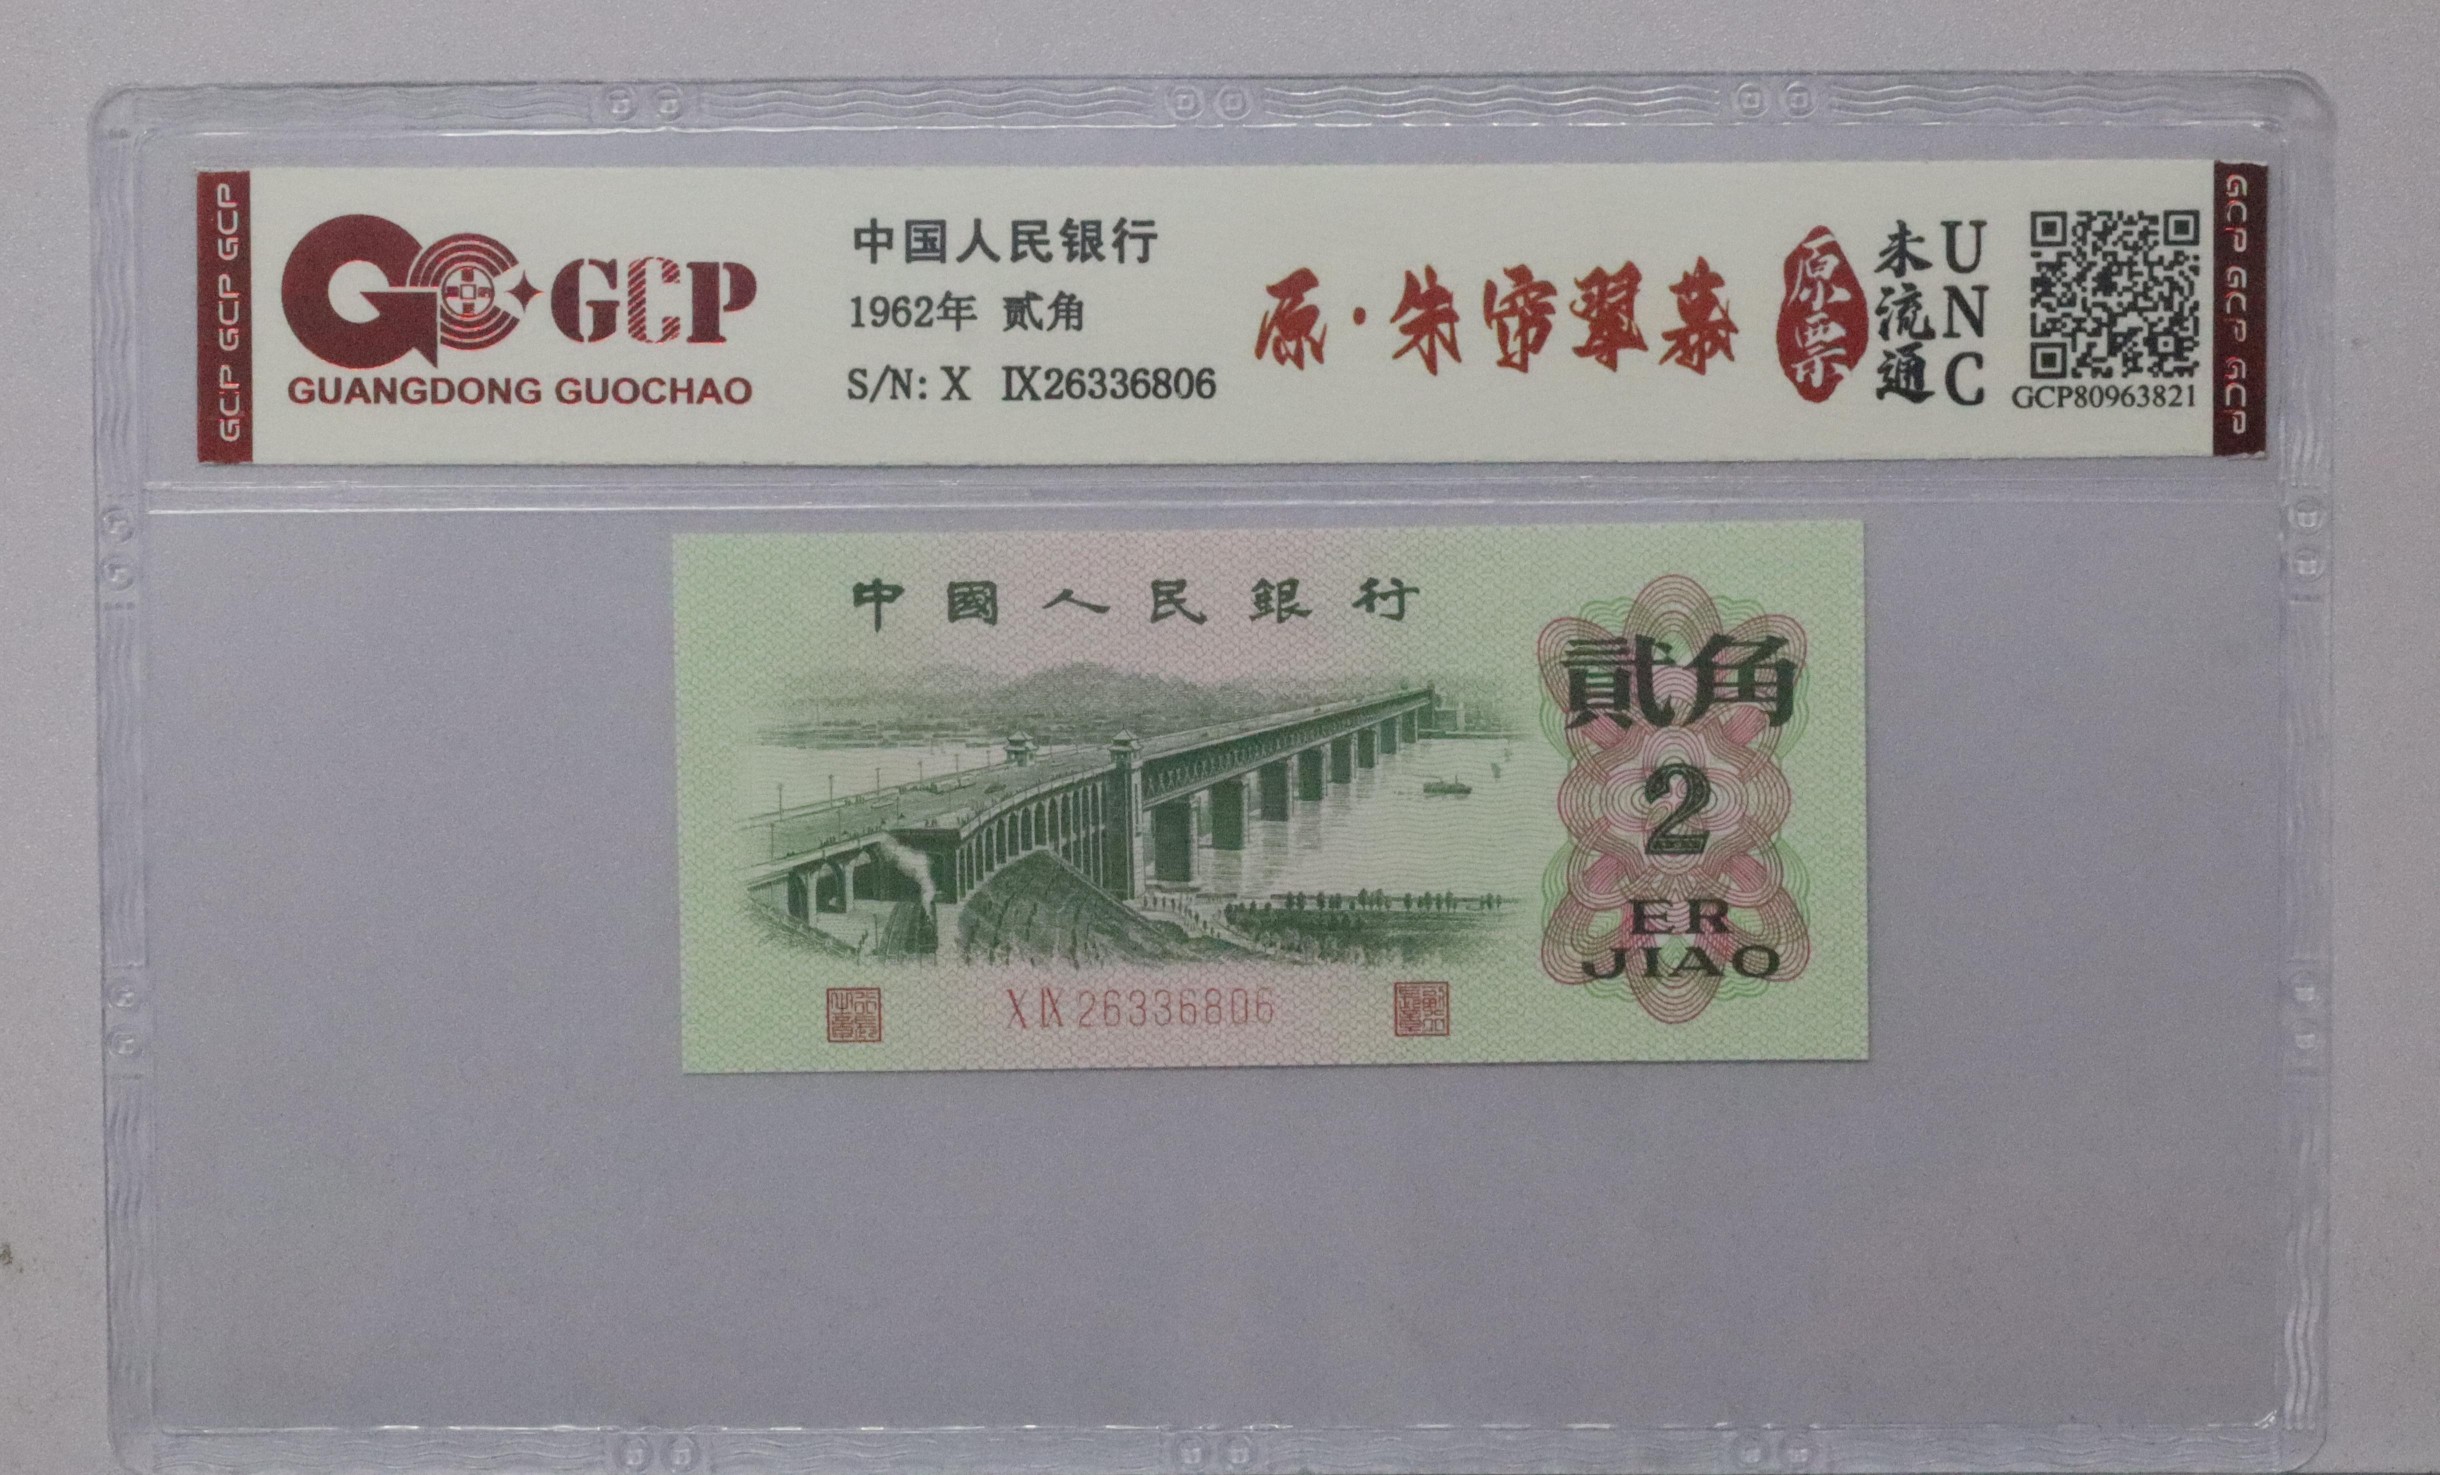 GCP GCP GCP
GCP
GUANGDONG GUOCHAO
中国人民银行
1962年 贰角
S/N: X IX26336806
原·朱帘翠幕
原票
未流通
UNC
GCP80963821
GCP GCP GCP
中國人民銀行
貳角
2
ER
JIAO
X IX 26336806